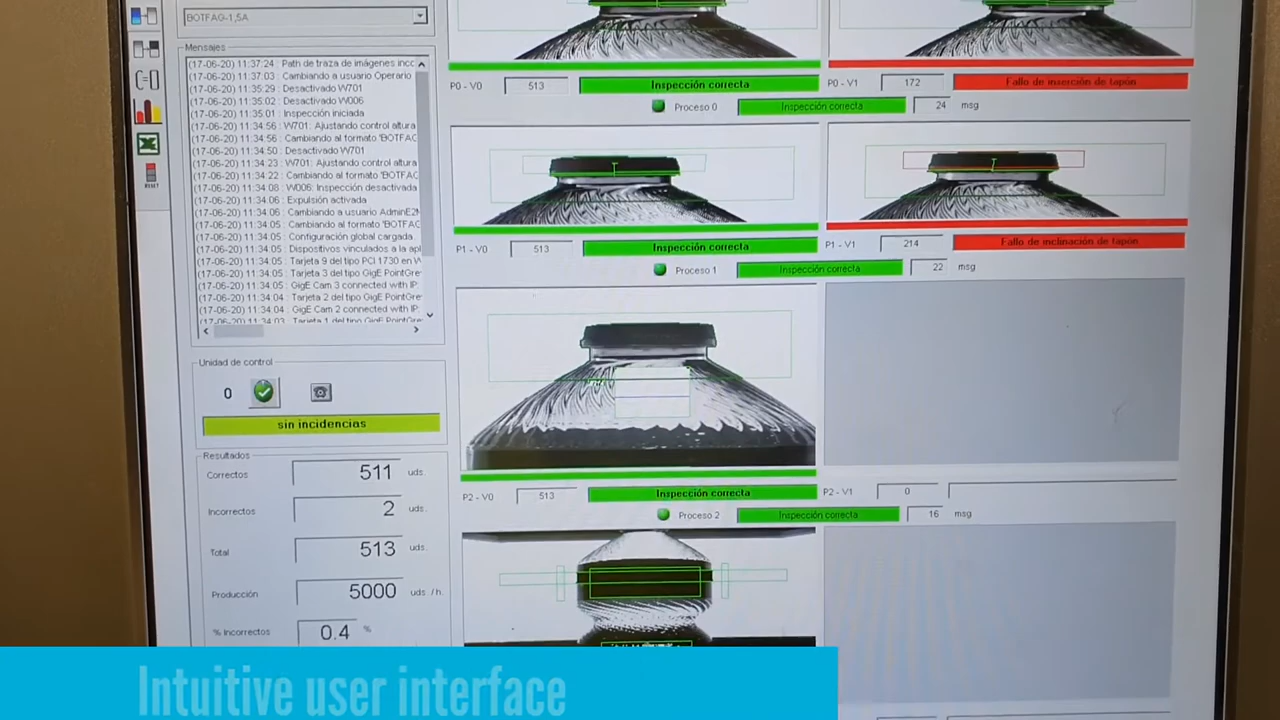 BOTFAG-1,5A
Mensajes
(17-06-20) 11:37:24 : Path de traza de imágenes incc
(17-06-20) 11:37:03 : Cambiando a usuario Operario
(17-06-20) 11:35:29 : Desactivado W701
(17-06-20) 11:35:02 : Desactivado W006
(17-06-20) 11:35:01 : Inspección iniciada
(17-06-20) 11:34:56 : W701: Ajustando control altura
(17-06-20) 11:34:56 : Cambiando al formato 'BOTFAG
(17-06-20) 11:34:50 : Desactivado W701
(17-06-20) 11:34:23 : W701: Ajustando control altura
(17-06-20) 11:34:22 : Cambiando al formato 'BOTFAG
(17-06-20) 11:34:08 : W006: Inspección desactivada
(17-06-20) 11:34:06 : Expulsión activada
(17-06-20) 11:34:06 : Cambiando a usuario AdminE2M
(17-06-20) 11:34:05 : Cambiando al formato 'BOTFAG
(17-06-20) 11:34:05 : Configuración global cargada.
(17-06-20) 11:34:05 : Dispositivos vinculados a la apl
(17-06-20) 11:34:05 : Tarjeta 9 del tipo PCI 1730 en W
(17-06-20) 11:34:05 : Tarjeta 3 del tipo GigE PointGre
(17-06-20) 11:34:05 : GigE Cam 3 connected with IP:
(17-06-20) 11:34:04 : Tarjeta 2 del tipo GigE PointGre
(17-06-20) 11:34:04 : GigE Cam 2 connected with IP:
(17-06-20) 11:34:03 : Tarjeta 1 del tipo GigE PointGre
RESET
Unidad de control
0
sin incidencias
Resultados
Correctos 511 uds.
Incorrectos 2 uds.
Total 513 uds.
Producción 5000 uds./h.
% Incorrectos 0.4 %
P0 - V0 513 Inspección correcta
P0 - V1 172 Fallo de inserción de tapón
Proceso 0 Inspección correcta 24 msg
P1 - V0 513 Inspección correcta
P1 - V1 214 Fallo de inclinación de tapón
Proceso 1 Inspección correcta 22 msg
P2 - V0 513 Inspección correcta
P2 - V1 0
Proceso 2 Inspección correcta 16 msg
Intuitive user interface